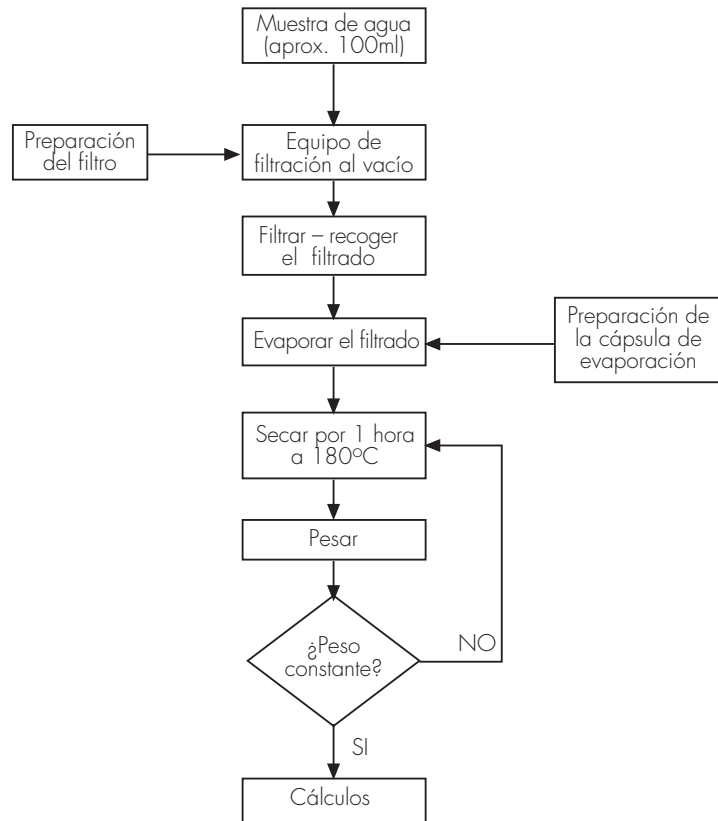 Muestra de agua
(aprox. 100ml)
Preparación
del filtro
Equipo de
filtración al vacío
Filtrar – recoger
el filtrado
Evaporar el filtrado
Preparación de
la cápsula de
evaporación
Secar por 1 hora
a 180ºC
Pesar
¿Peso
constante?
NO
SI
Cálculos